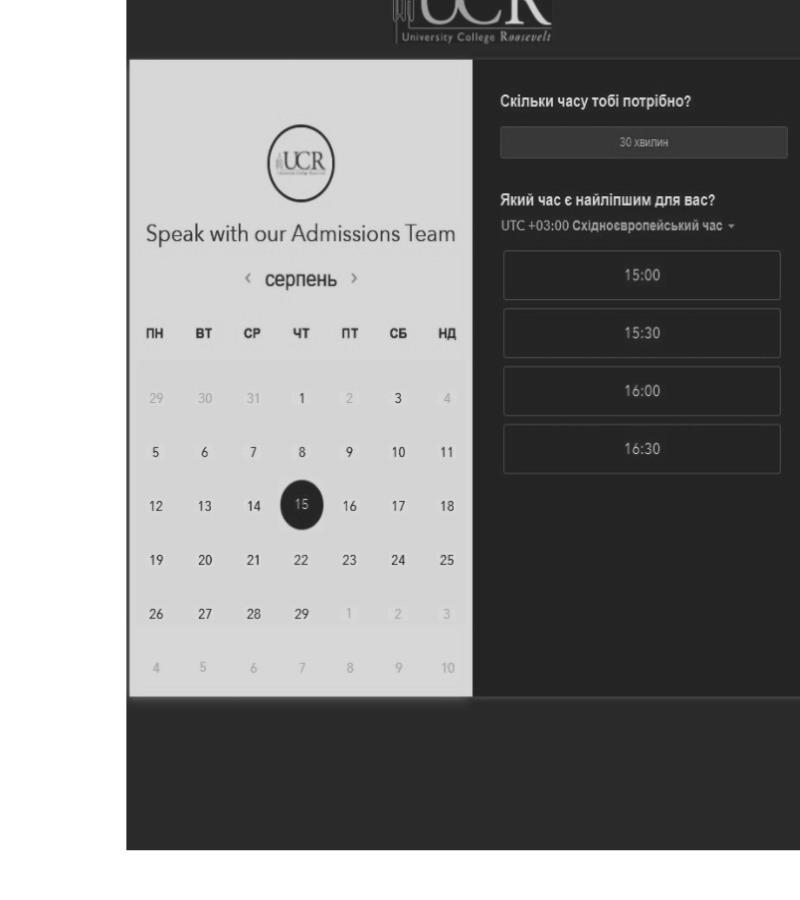 UCR
University College Roosevelt
UCR
Speak with our Admissions Team
‹ серпень ›
ПН ВТ СР ЧТ ПТ СБ НД
29 30 31 1 2 3 4
5 6 7 8 9 10 11
12 13 14 15 16 17 18
19 20 21 22 23 24 25
26 27 28 29 1 2 3
4 5 6 7 8 9 10
Скільки часу тобі потрібно?
30 хвилин
Який час є найліпшим для вас?
UTC +03:00 Східноєвропейський час
15:00
15:30
16:00
16:30